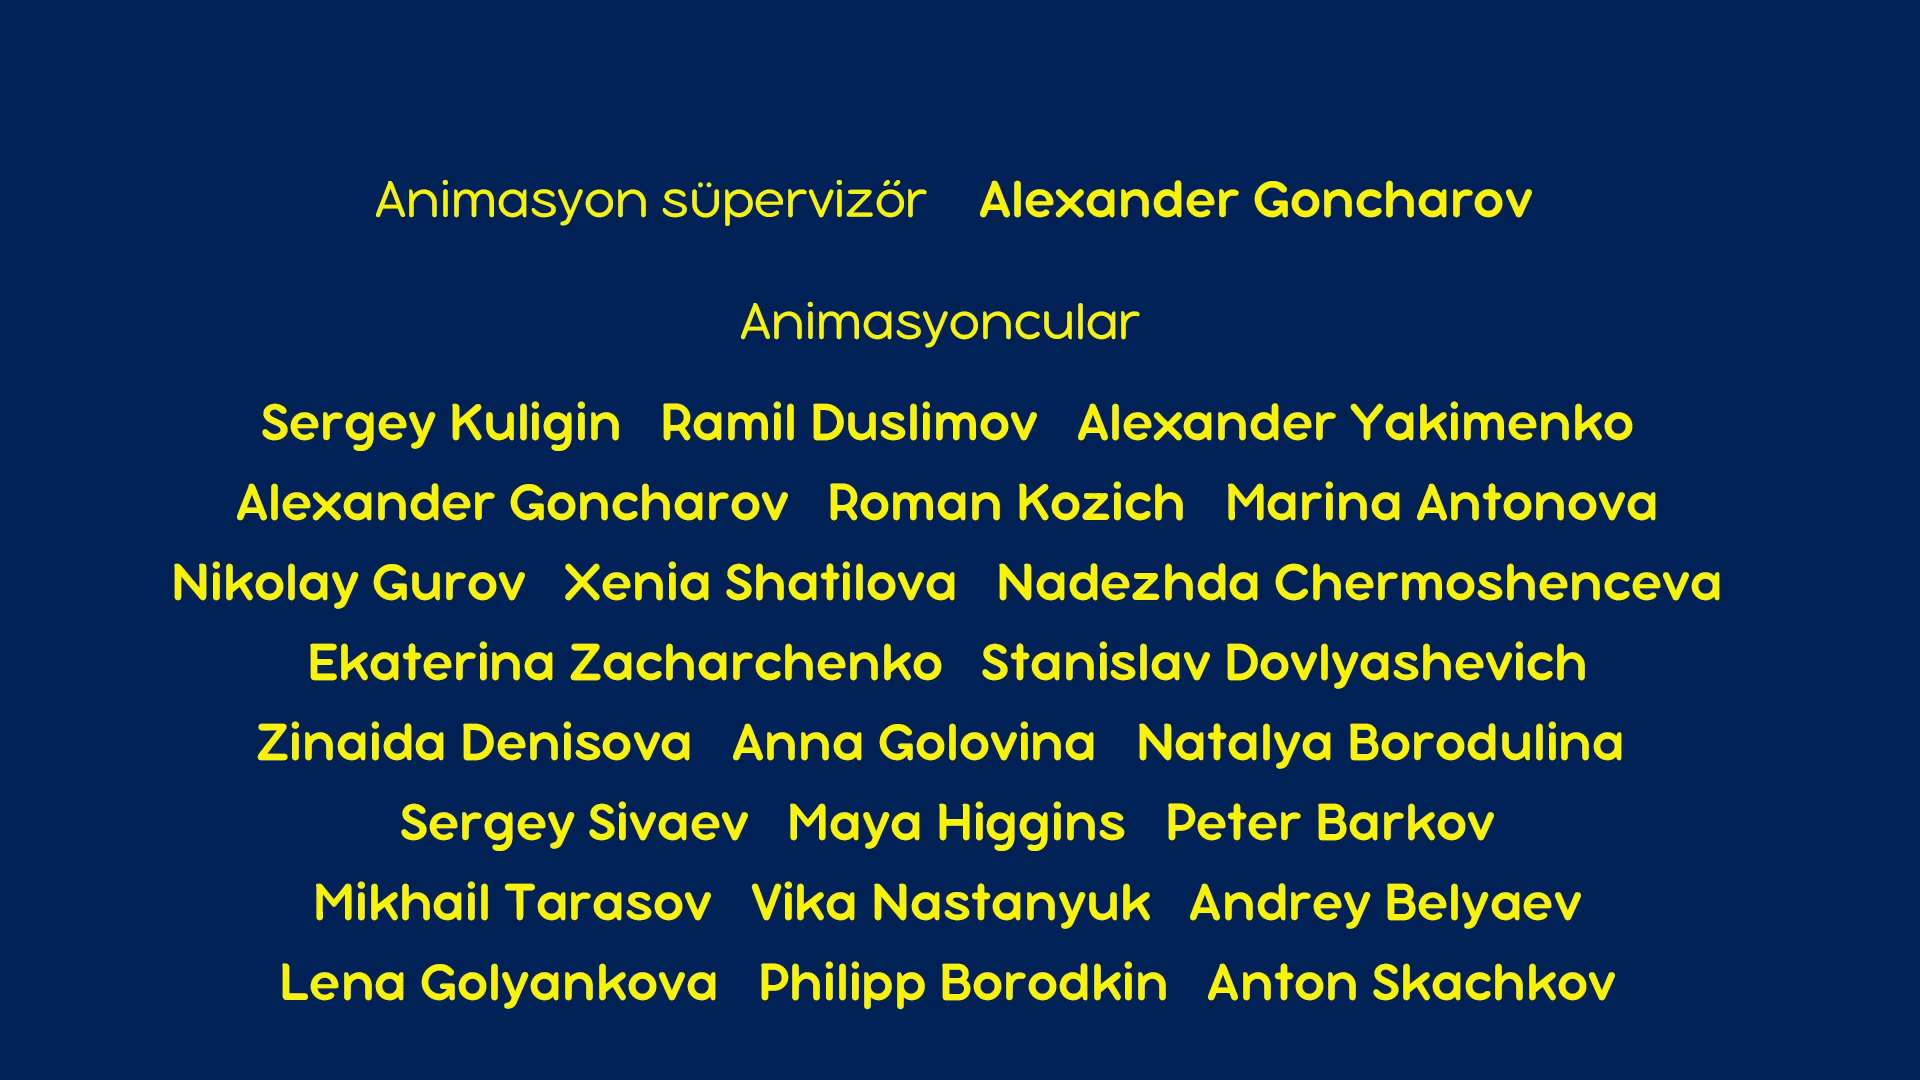 Animasyon süpervizőr Alexander Goncharov
Animasyoncular
Sergey Kuligin Ramil Duslimov Alexander Yakimenko
Alexander Goncharov Roman Kozich Marina Antonova
Nikolay Gurov Xenia Shatilova Nadezhda Chermoshenceva
Ekaterina Zacharchenko Stanislav Dovlyashevich
Zinaida Denisova Anna Golovina Natalya Borodulina
Sergey Sivaev Maya Higgins Peter Barkov
Mikhail Tarasov Vika Nastanyuk Andrey Belyaev
Lena Golyankova Philipp Borodkin Anton Skachkov